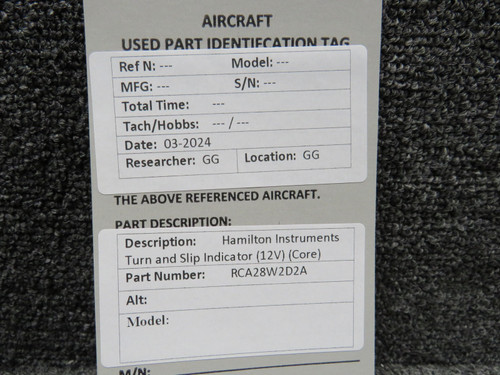 AIRCRAFT
USED PART IDENTIFCATION TAG
Ref N: --- Model: ---
MFG: --- S/N: ---
Total Time: ---
Tach/Hobbs: --- / ---
Date: 03-2024
Researcher: GG Location: GG
THE ABOVE REFERENCED AIRCRAFT.
PART DESCRIPTION:
Description: Hamilton Instruments
Turn and Slip Indicator (12V) (Core)
Part Number: RCA28W2D2A
Alt:
Model:
M/N: